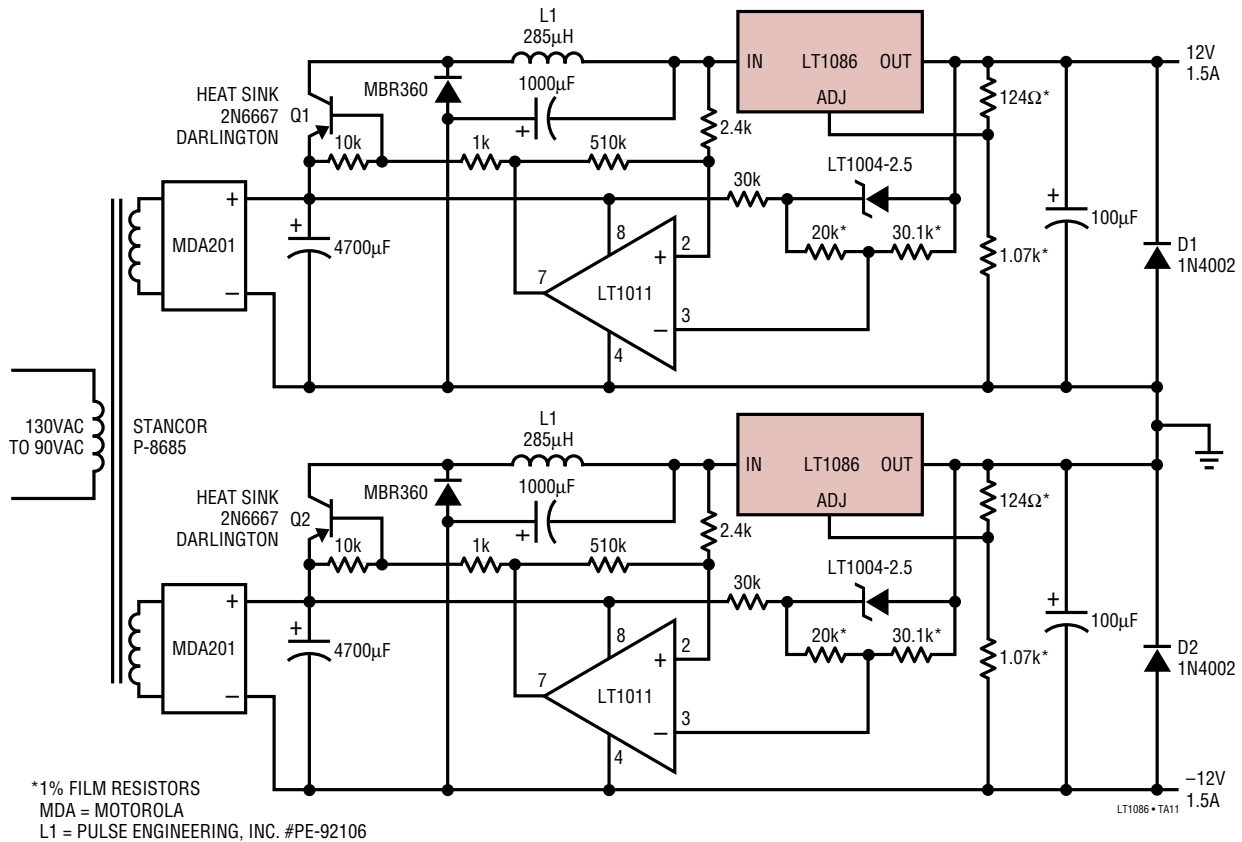 L1
285µH
MBR360
1000µF
+
HEAT SINK
2N6667
DARLINGTON
Q1
10k
1k
510k
2.4k
IN
LT1086
OUT
ADJ
124Ω*
12V
1.5A
LT1004-2.5
30k
20k*
30.1k*
1.07k*
+
100µF
D1
1N4002
+
MDA201
–
+
4700µF
8
+
2
7
LT1011
3
–
4
130VAC
TO 90VAC
STANCOR
P-8685
L1
285µH
MBR360
1000µF
+
HEAT SINK
2N6667
DARLINGTON
Q2
10k
1k
510k
2.4k
IN
LT1086
OUT
ADJ
124Ω*
LT1004-2.5
30k
20k*
30.1k*
1.07k*
+
100µF
D2
1N4002
+
MDA201
–
+
4700µF
8
+
2
7
LT1011
3
–
4
–12V
1.5A
LT1086 • TA11
*1% FILM RESISTORS
MDA = MOTOROLA
L1 = PULSE ENGINEERING, INC. #PE-92106